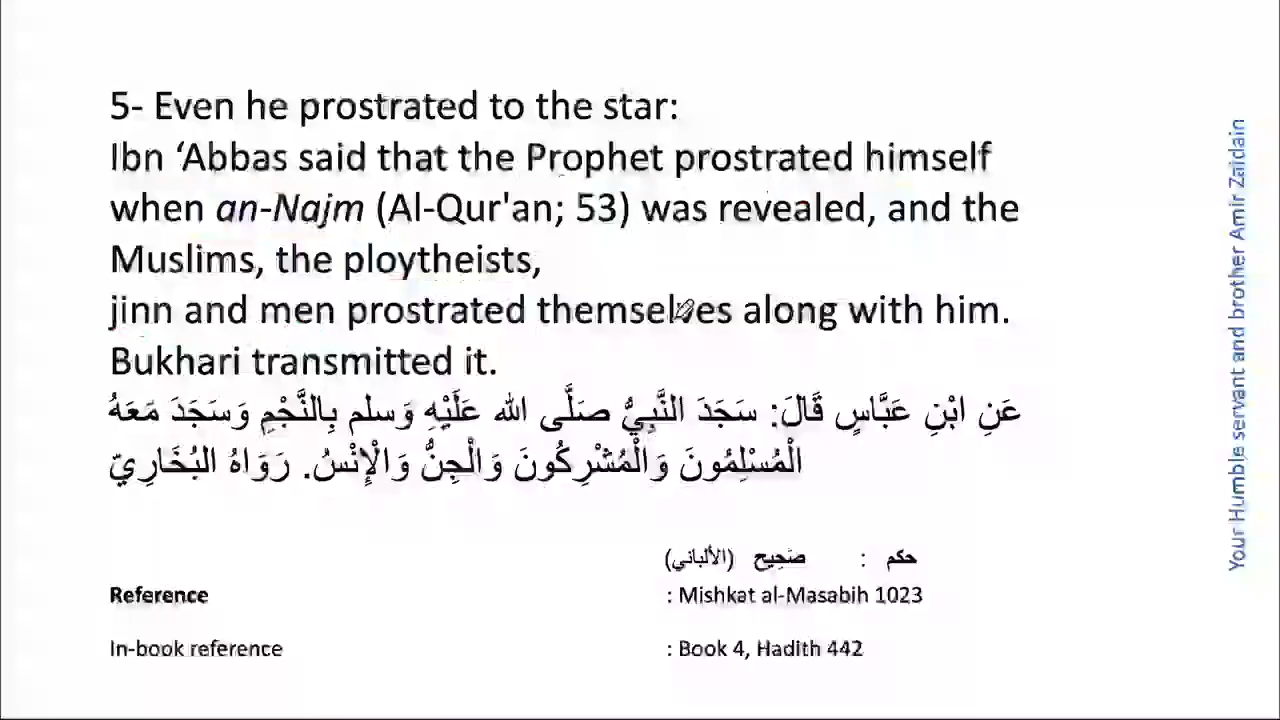 5- Even he prostrated to the star:
Ibn ‘Abbas said that the Prophet prostrated himself
when an-Najm (Al-Qur'an; 53) was revealed, and the
Muslims, the ploytheists,
jinn and men prostrated themselves along with him.
Bukhari transmitted it.
عَنِ ابْنِ عَبَّاسٍ قَالَ: سَجَدَ النَّبِيُّ صَلَّى الله عَلَيْهِ وَسلم بِالنَّجْمِ وَسَجَدَ مَعَهُ
الْمُسْلِمُونَ وَالْمُشْرِكُونَ وَالْجِنُّ وَالْإِنْسُ. رَوَاهُ البُخَارِيّ
حكم : صَحِيح (الألباني)
Reference : Mishkat al-Masabih 1023
In-book reference : Book 4, Hadith 442
Your Humble servant and brother Amir Zaidain